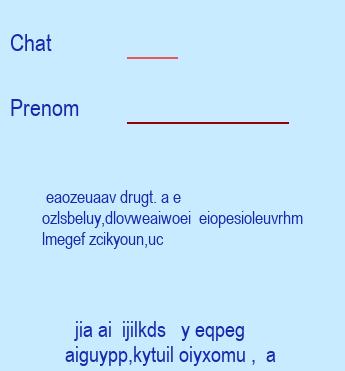 Chat
Prenom
eaozeuaav drugt. a e
ozlsbeluy,dlovweaiwoei eiopesioleuvrhm
lmegef zcikyoun,uc
jia ai ijilkds y eqpeg
aiguypp,kytuil oiyxomu , a